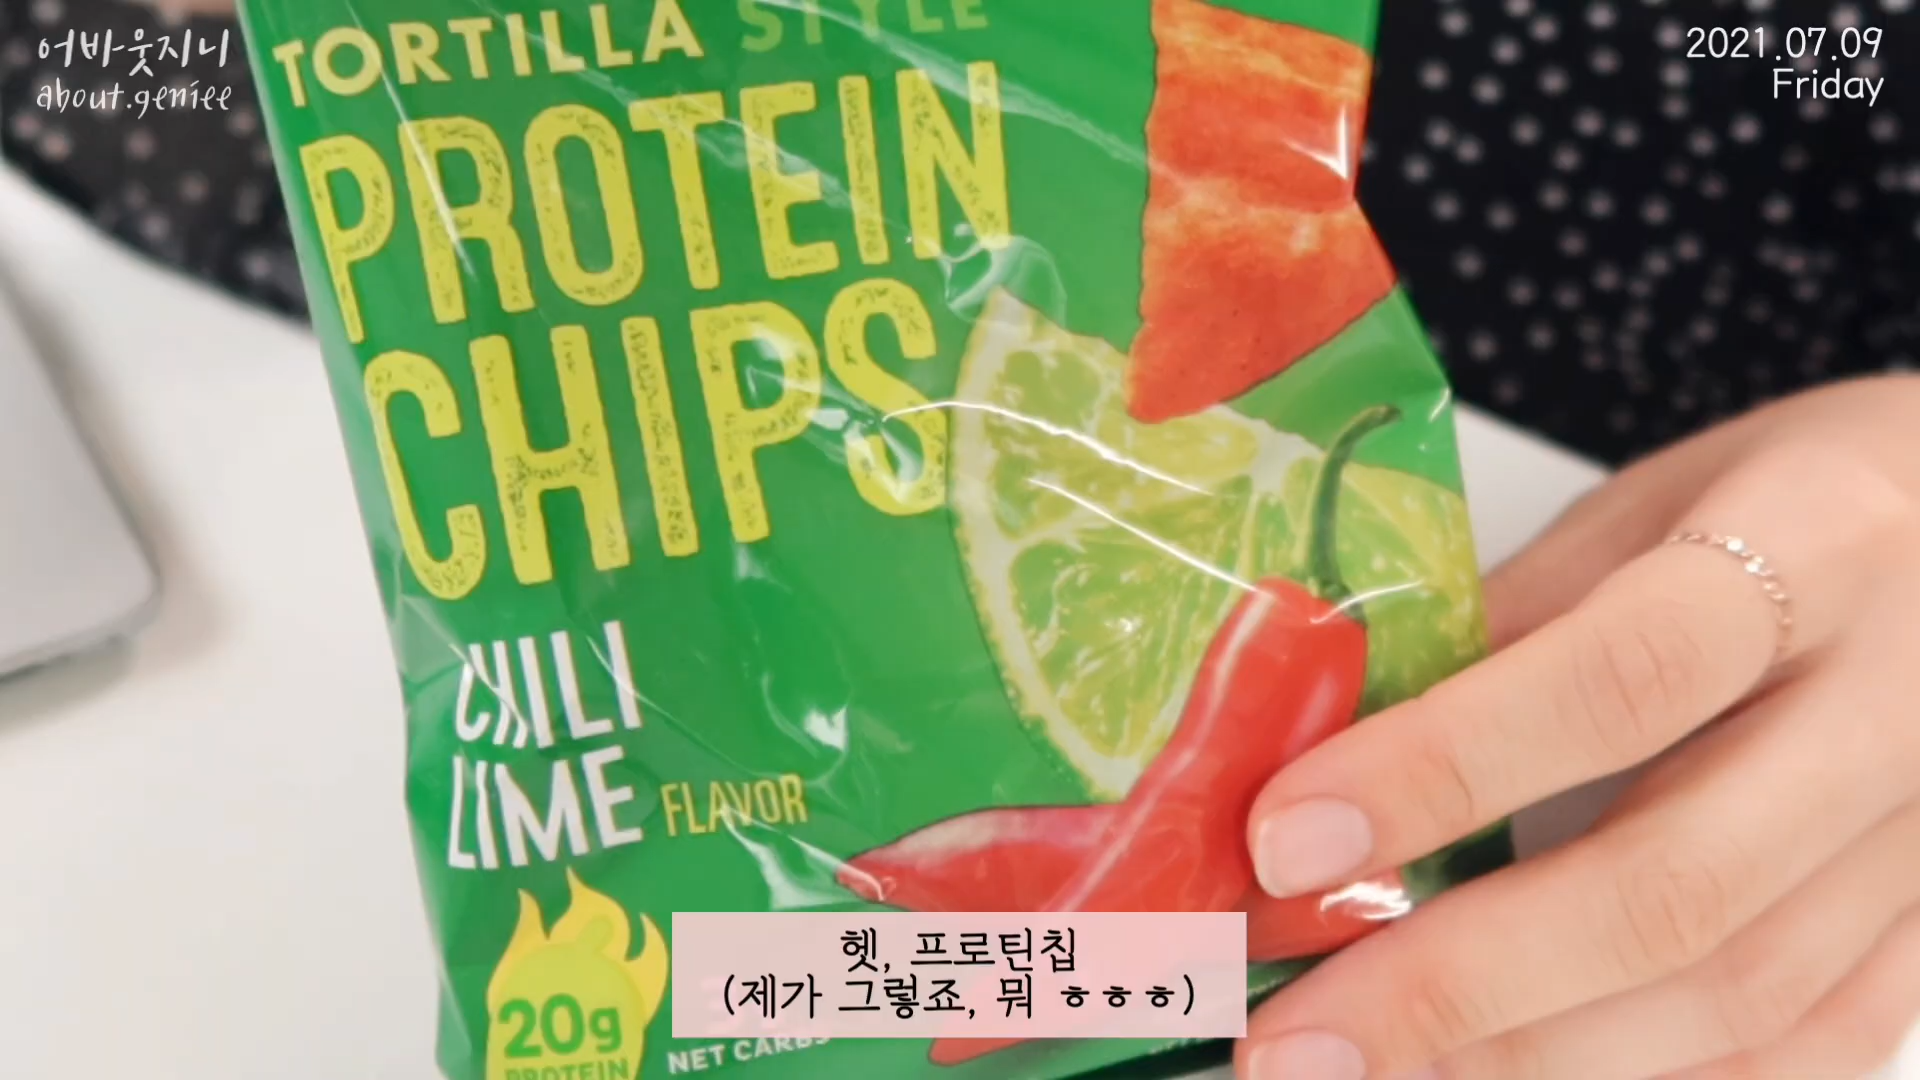 어바웃지니
about.geniee
2021.07.09
Friday
TORTILLA STYLE
PROTEIN
CHIPS
CHILI
LIME FLAVOR
20g
PROTEIN
NET CARBS
헷, 프로틴칩
(제가 그렇죠, 뭐 ㅎㅎㅎ)